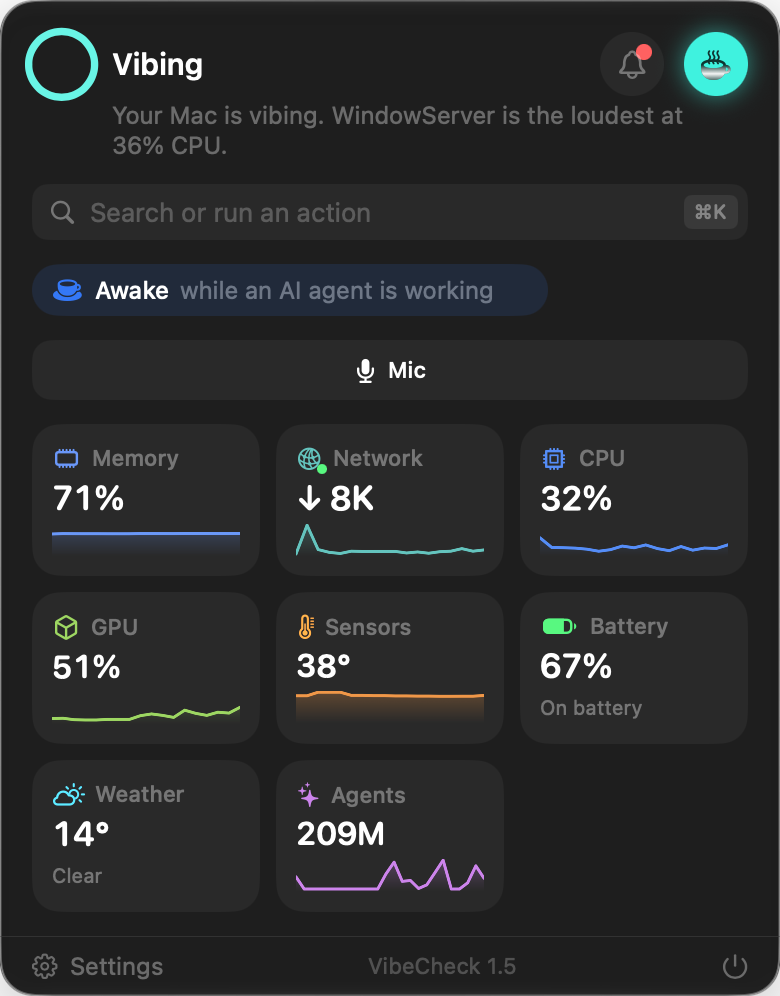 Vibing
Your Mac is vibing. WindowServer is the loudest at
36% CPU.
Search or run an action
⌘K
Awake while an AI agent is working
Mic
Memory
71%
Network
↓ 8K
CPU
32%
GPU
51%
Sensors
38°
Battery
67%
On battery
Weather
14°
Clear
Agents
209M
Settings
VibeCheck 1.5